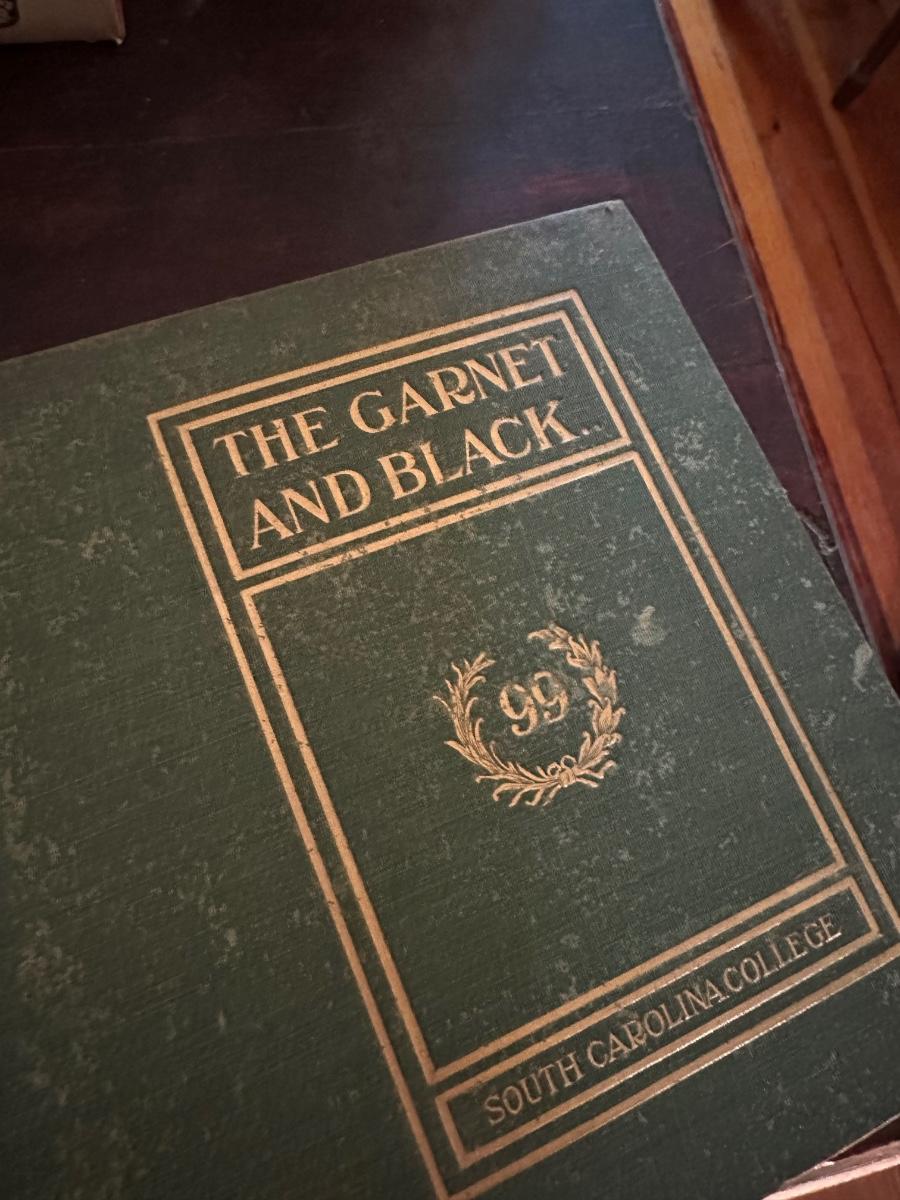 THE GARNET
AND BLACK..
99
SOUTH CAROLINA COLLEGE